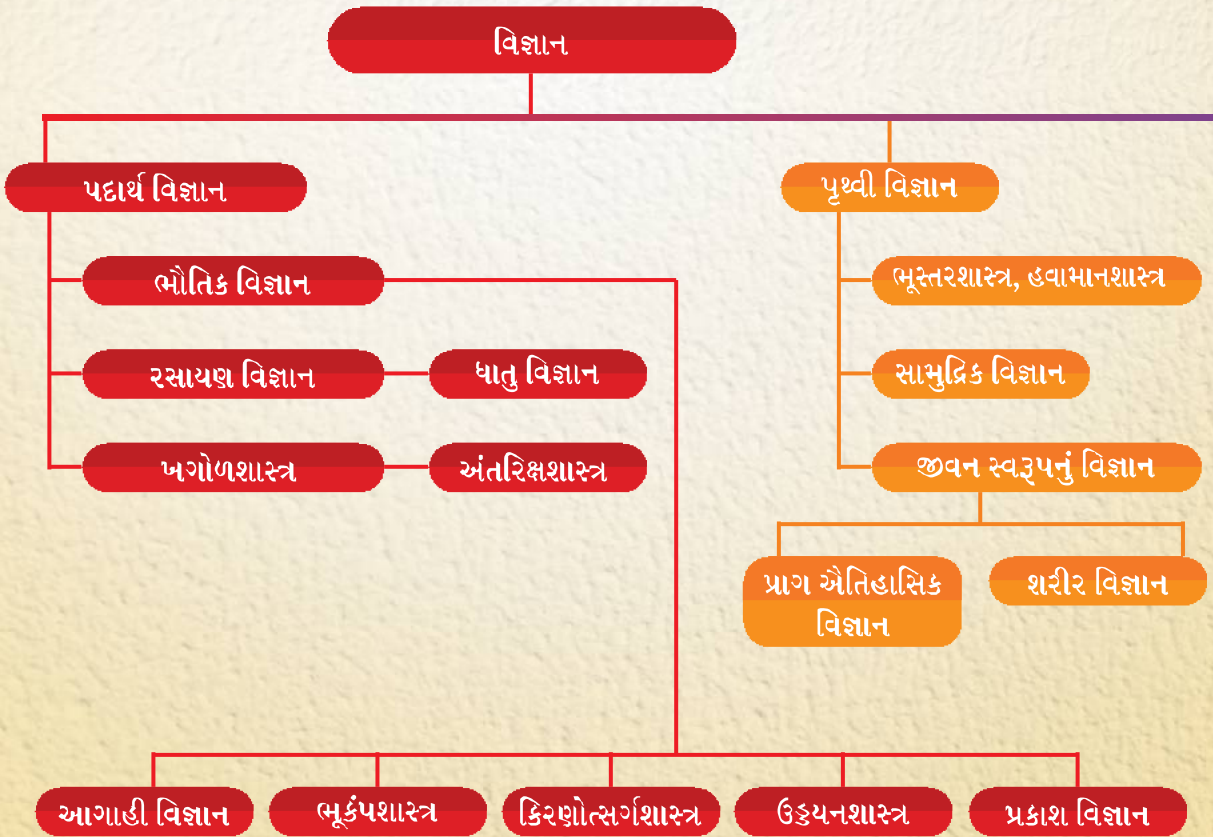 વિજ્ઞાન
પદાર્થ વિજ્ઞાન
પૃથ્વી વિજ્ઞાન
ભૌતિક વિજ્ઞાન
ભૂસ્તરશાસ્ત્ર, હવામાનશાસ્ત્ર
રસાયણ વિજ્ઞાન
ધાતુ વિજ્ઞાન
સામુદ્રિક વિજ્ઞાન
ખગોળશાસ્ત્ર
અંતરિક્ષશાસ્ત્ર
જીવન સ્વરૂપનું વિજ્ઞાન
પ્રાગ ઐતિહાસિક
વિજ્ઞાન
શરીર વિજ્ઞાન
આગાહી વિજ્ઞાન
ભૂકંપશાસ્ત્ર
કિરણોત્સર્ગશાસ્ત્ર
ઉડ્ડયનશાસ્ત્ર
પ્રકાશ વિજ્ઞાન